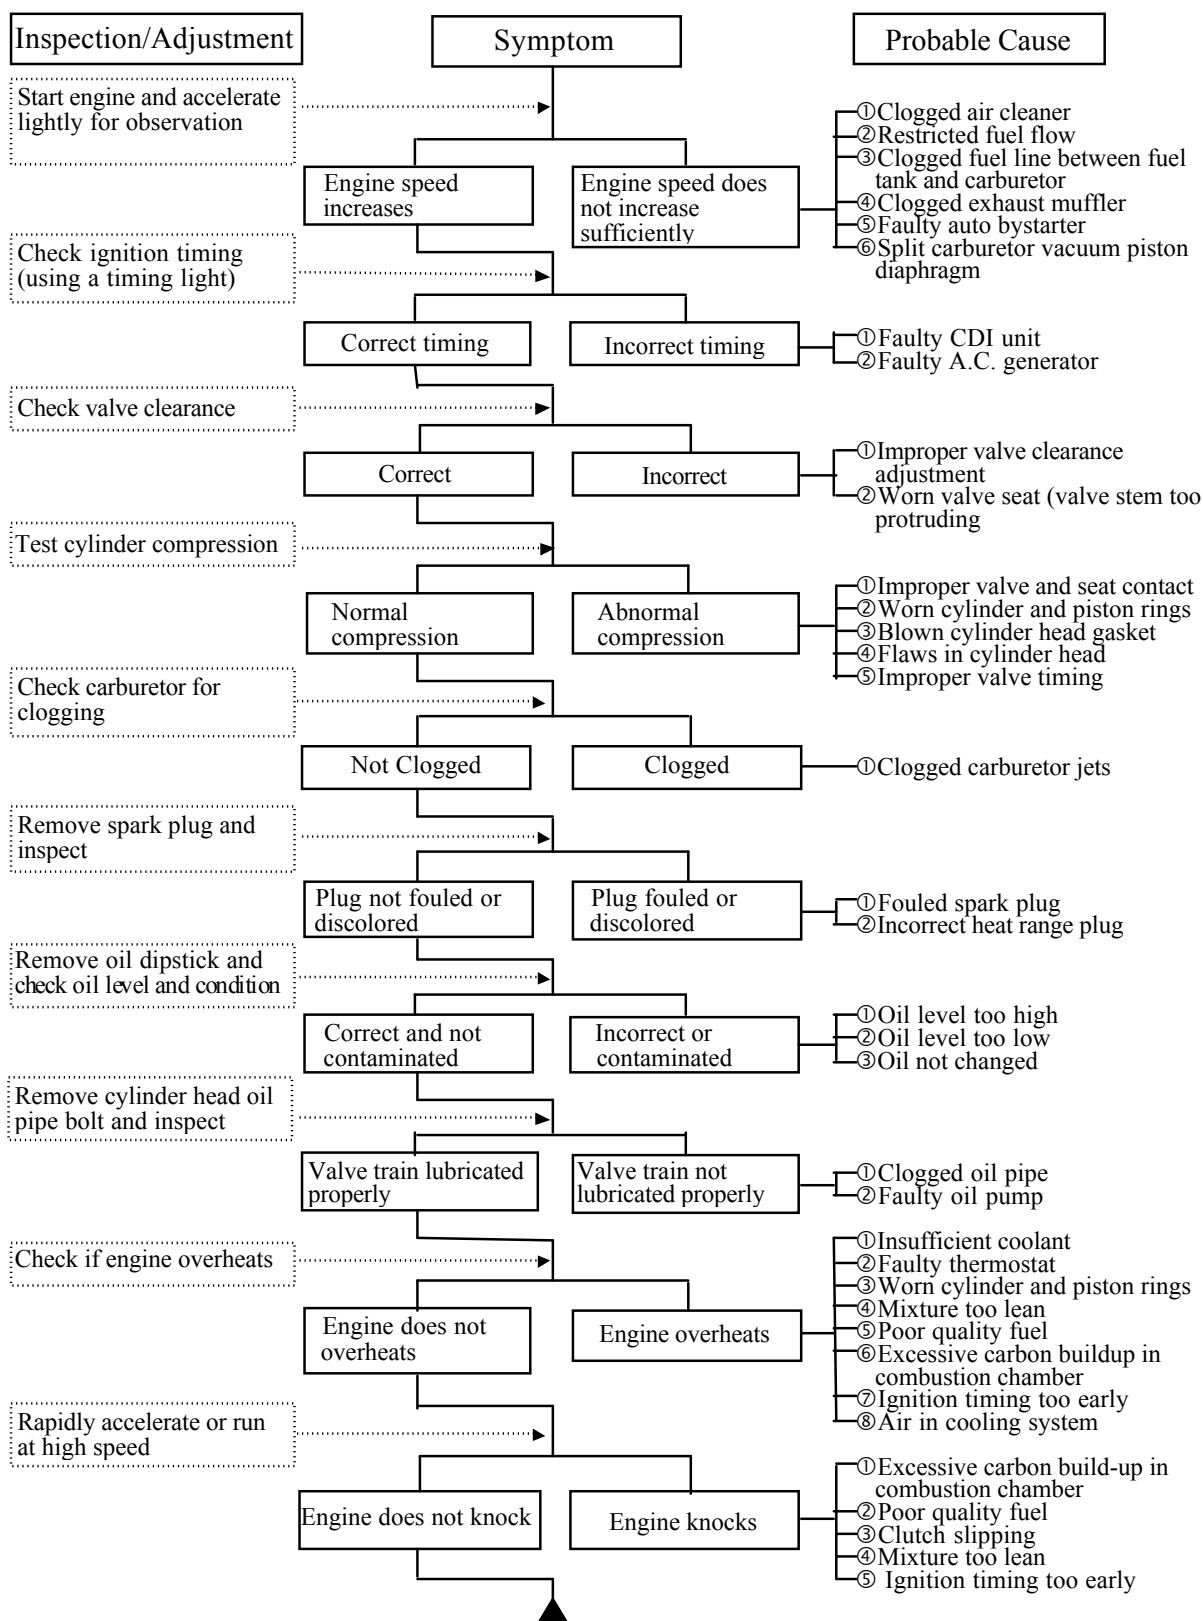 Inspection/Adjustment
Symptom
Probable Cause
Start engine and accelerate
lightly for observation
Engine speed
increases
Engine speed does
not increase
sufficiently
①Clogged air cleaner
②Restricted fuel flow
③Clogged fuel line between fuel
tank and carburetor
④Clogged exhaust muffler
⑤Faulty auto bystarter
⑥Split carburetor vacuum piston
diaphragm
Check ignition timing
(using a timing light)
Correct timing
Incorrect timing
①Faulty CDI unit
②Faulty A.C. generator
Check valve clearance
Correct
Incorrect
①Improper valve clearance
adjustment
②Worn valve seat (valve stem too
protruding
Test cylinder compression
Normal
compression
Abnormal
compression
①Improper valve and seat contact
②Worn cylinder and piston rings
③Blown cylinder head gasket
④Flaws in cylinder head
⑤Improper valve timing
Check carburetor for
clogging
Not Clogged
Clogged
①Clogged carburetor jets
Remove spark plug and
inspect
Plug not fouled or
discolored
Plug fouled or
discolored
①Fouled spark plug
②Incorrect heat range plug
Remove oil dipstick and
check oil level and condition
Correct and not
contaminated
Incorrect or
contaminated
①Oil level too high
②Oil level too low
③Oil not changed
Remove cylinder head oil
pipe bolt and inspect
Valve train lubricated
properly
Valve train not
lubricated properly
①Clogged oil pipe
②Faulty oil pump
Check if engine overheats
Engine does not
overheats
Engine overheats
①Insufficient coolant
②Faulty thermostat
③Worn cylinder and piston rings
④Mixture too lean
⑤Poor quality fuel
⑥Excessive carbon buildup in
combustion chamber
⑦Ignition timing too early
⑧Air in cooling system
Rapidly accelerate or run
at high speed
Engine does not knock
Engine knocks
①Excessive carbon build-up in
combustion chamber
②Poor quality fuel
③Clutch slipping
④Mixture too lean
⑤ Ignition timing too early